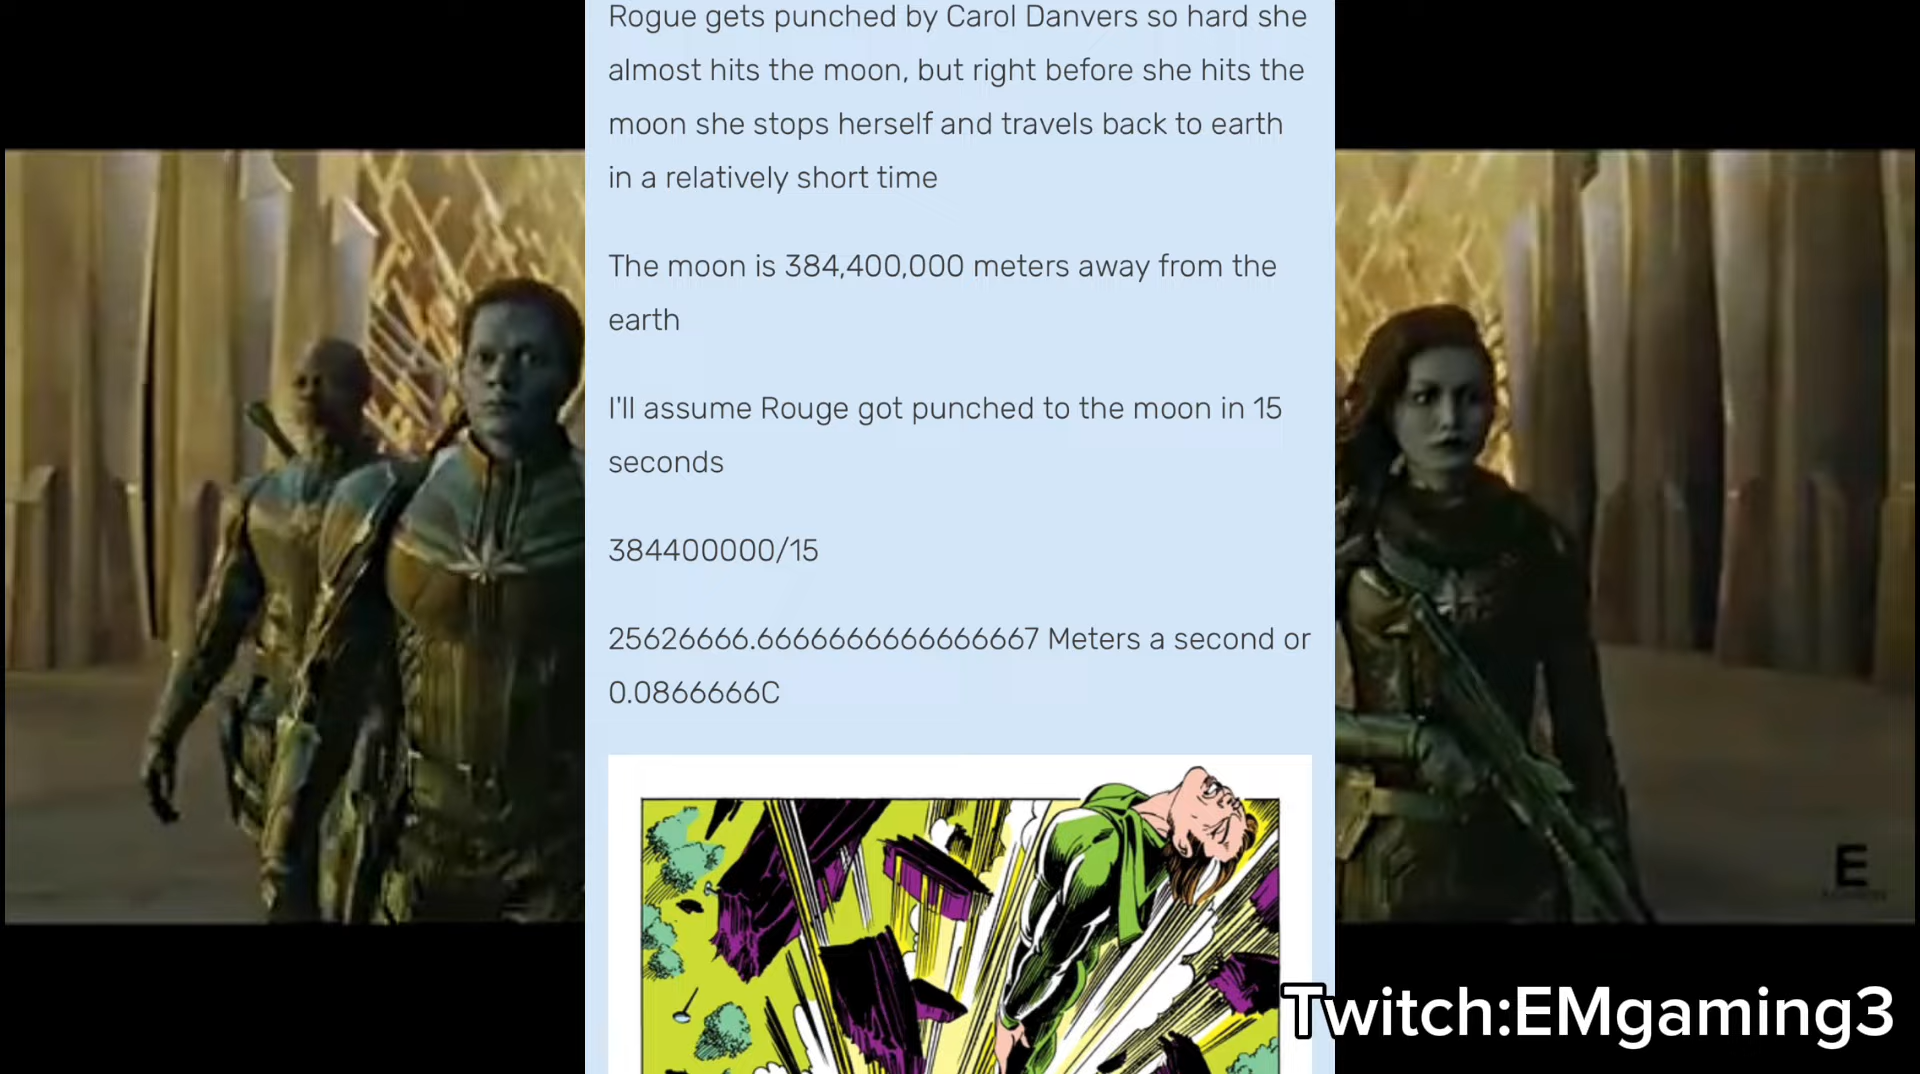 Rogue gets punched by Carol Danvers so hard she
almost hits the moon, but right before she hits the
moon she stops herself and travels back to earth
in a relatively short time
The moon is 384,400,000 meters away from the
earth
I'll assume Rouge got punched to the moon in 15
seconds
384400000/15
25626666.6666666666666667 Meters a second or
0.0866666C
E
Twitch:EMgaming3